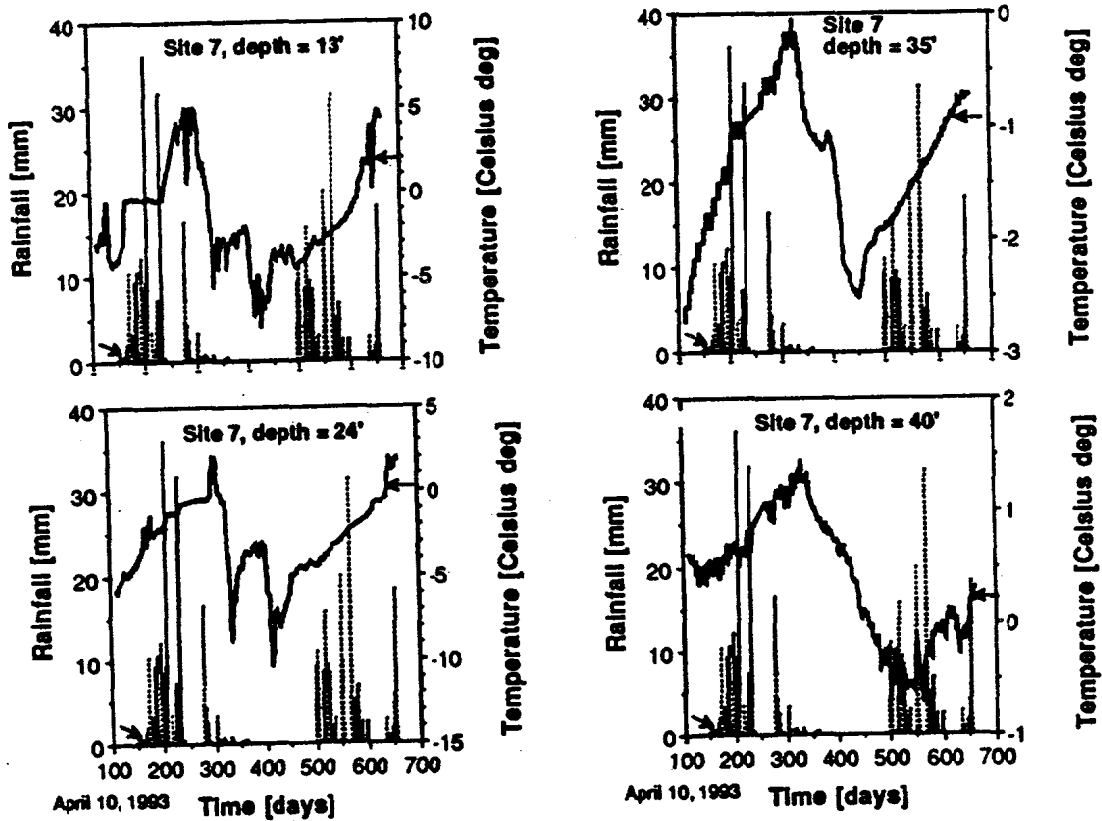 Site 7, depth = 13'
Rainfall [mm]
40
30
20
10
0
Temperature [Celsius deg]
10
5
0
-5
-10
Site 7
depth = 35'
Rainfall [mm]
40
30
20
10
0
Temperature [Celsius deg]
0
-1
-2
-3
Site 7, depth = 24'
Rainfall [mm]
40
30
20
10
0
Temperature [Celsius deg]
5
0
-5
-10
-15
100 200 300 400 500 600 700
April 10, 1993 Time [days]
Site 7, depth = 40'
Rainfall [mm]
40
30
20
10
0
Temperature [Celsius deg]
2
1
0
-1
100 200 300 400 500 600 700
April 10, 1993 Time [days]